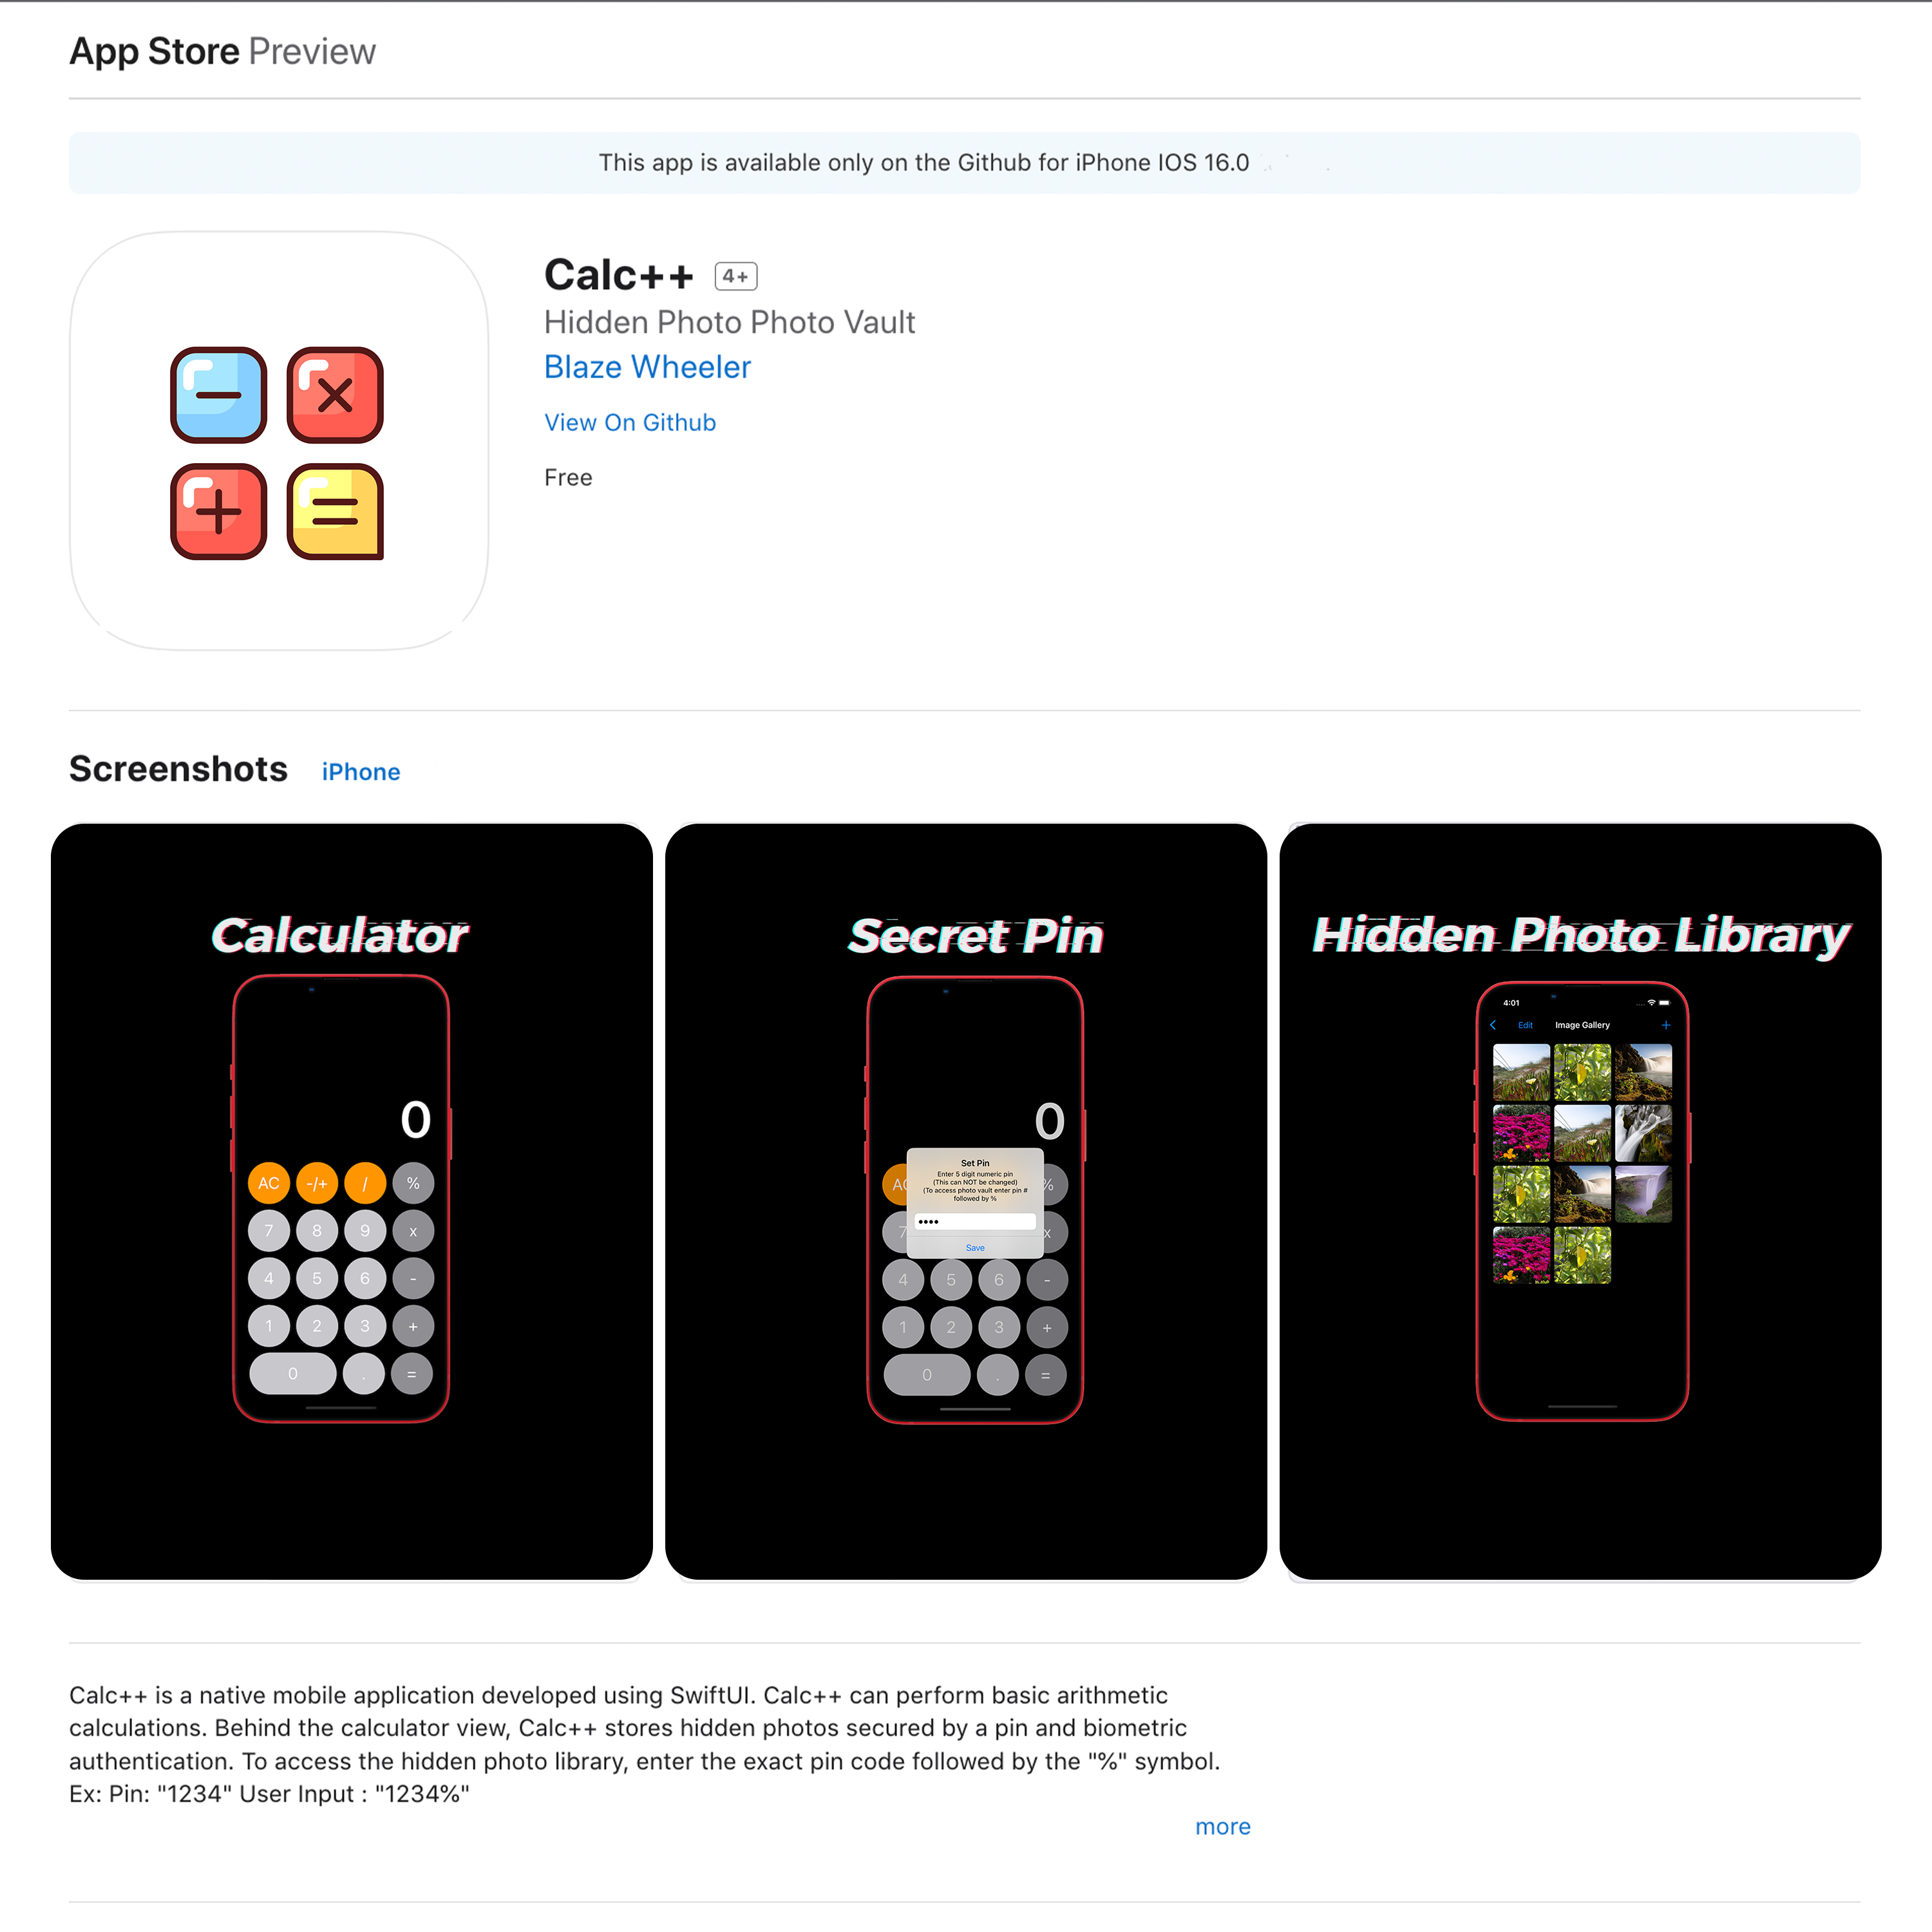 App Store Preview
This app is available only on the Github for iPhone IOS 16.0
Calc++ 4+
Hidden Photo Photo Vault
Blaze Wheeler
View On Github
Free
Screenshots iPhone
Calculator
0
AC -/+ / %
7 8 9 x
4 5 6 -
1 2 3 +
0 . =
Secret Pin
0
Set Pin
Enter 5 digit numeric pin
(This can NOT be changed)
(To access photo vault enter pin #
followed by %
••••
Save
AC %
7 x
4 5 6 -
1 2 3 +
0 . =
Hidden Photo Library
4:01
Edit Image Gallery +
Calc++ is a native mobile application developed using SwiftUI. Calc++ can perform basic arithmetic
calculations. Behind the calculator view, Calc++ stores hidden photos secured by a pin and biometric
authentication. To access the hidden photo library, enter the exact pin code followed by the "%" symbol.
Ex: Pin: "1234" User Input : "1234%"
more